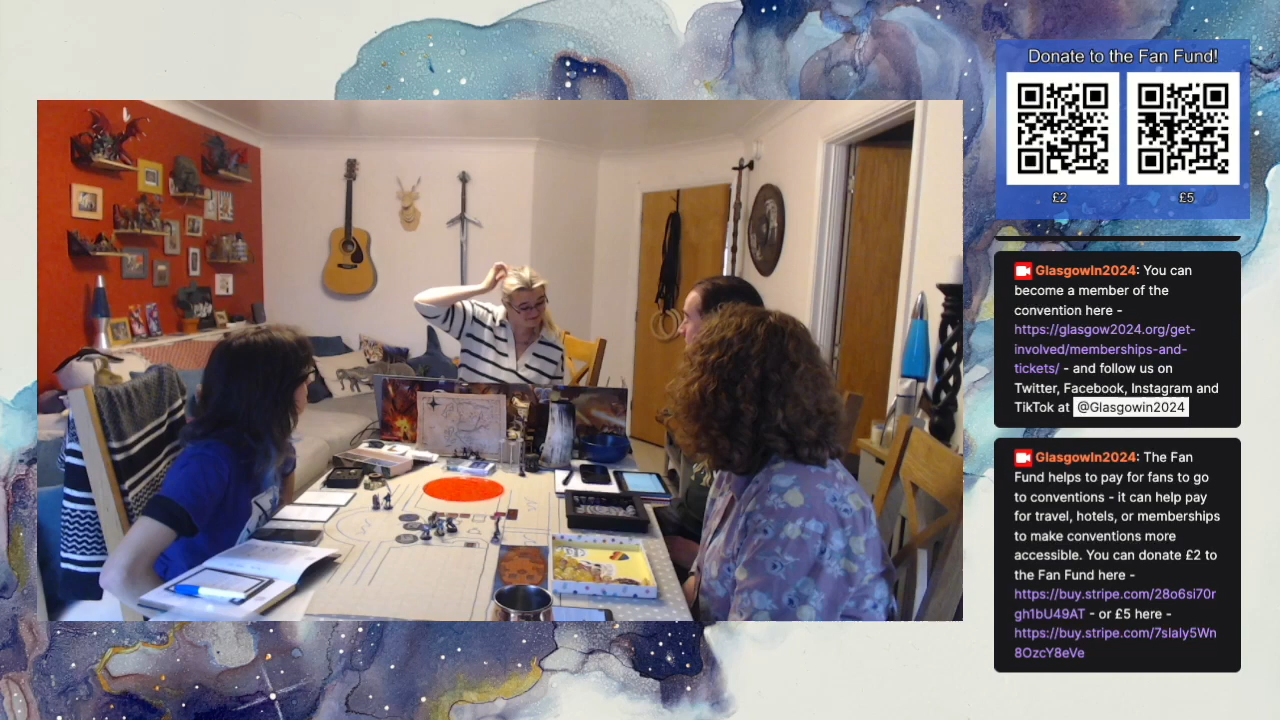 Donate to the Fan Fund!
£2
£5
GlasgowIn2024: You can
become a member of the
convention here -
https://glasgow2024.org/get-
involved/memberships-and-
tickets/ - and follow us on
Twitter, Facebook, Instagram and
TikTok at @Glasgowin2024
GlasgowIn2024: The Fan
Fund helps to pay for fans to go
to conventions - it can help pay
for travel, hotels, or memberships
to make conventions more
accessible. You can donate £2 to
the Fan Fund here -
https://buy.stripe.com/28o6si70r
gh1bU49AT - or £5 here -
https://buy.stripe.com/7sIaIy5Wn
8OzcY8eVe